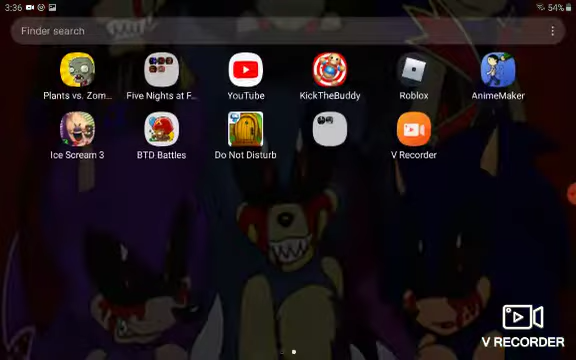 3:36
54%
Finder search
Plants vs. Zom...
Five Nights at F...
YouTube
KickTheBuddy
Roblox
AnimeMaker
Ice Scream 3
BTD Battles
Do Not Disturb
V Recorder
V RECORDER